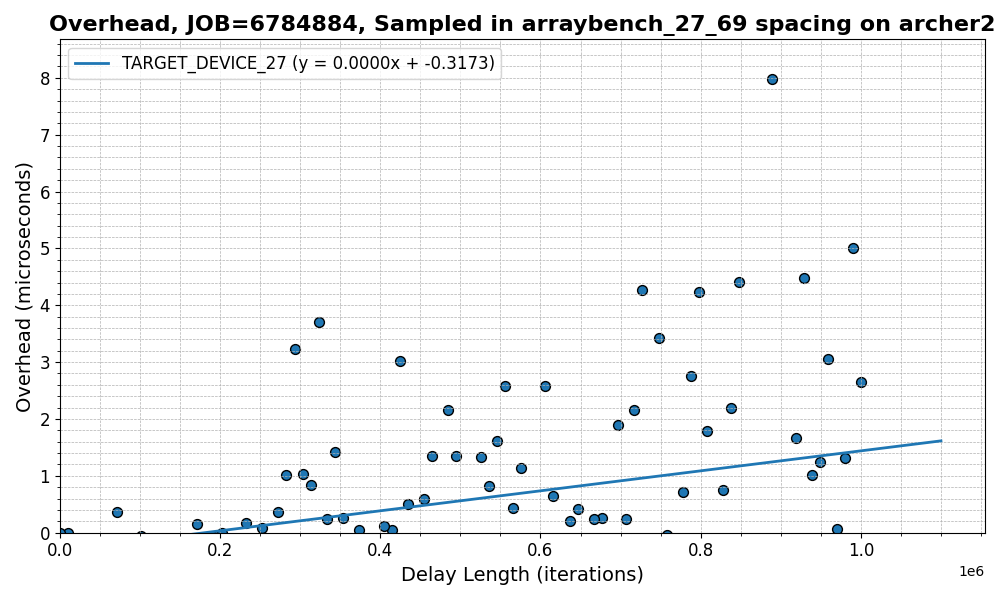 Overhead, JOB=6784884, Sampled in arraybench_27_69 spacing on archer2
TARGET_DEVICE_27 (y = 0.0000x + -0.3173)
Overhead (microseconds)
8
7
6
5
4
3
2
1
0
0.0 0.2 0.4 0.6 0.8 1.0
1e6
Delay Length (iterations)